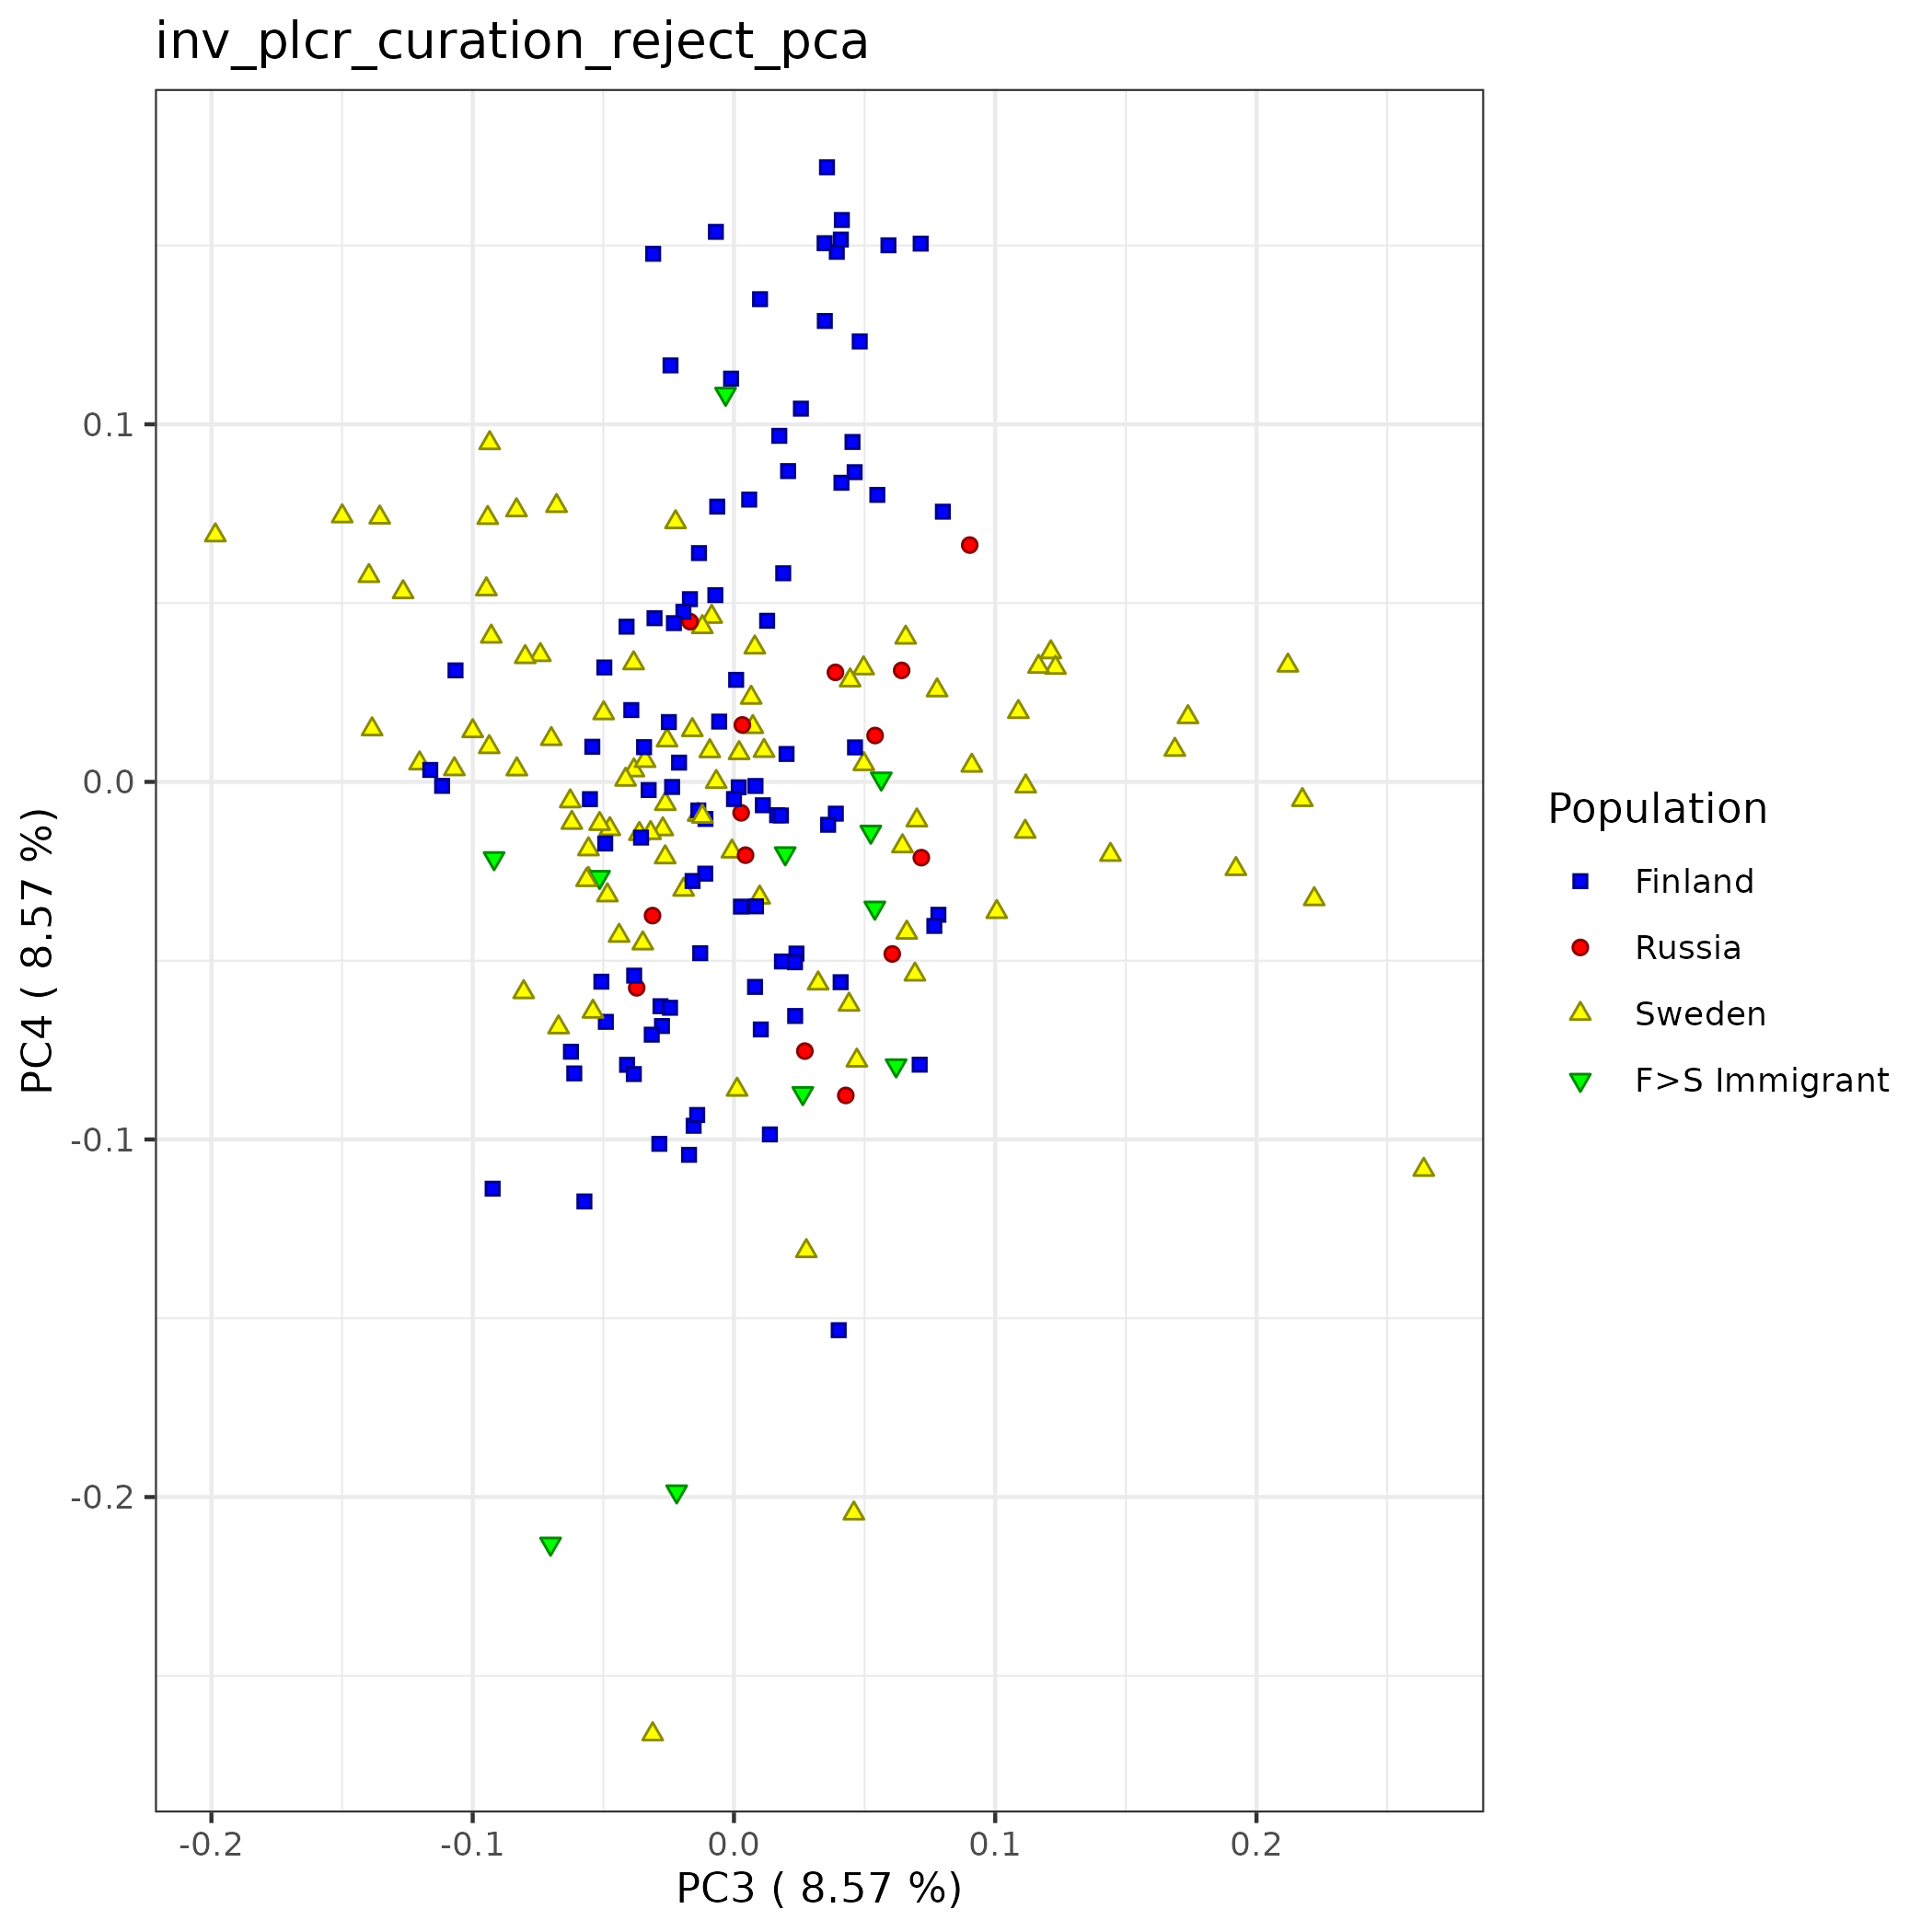 inv_plcr_curation_reject_pca
0.1
0.0
-0.1
-0.2
PC4 ( 8.57 %)
-0.2
-0.1
0.0
0.1
0.2
PC3 ( 8.57 %)
Population
Finland
Russia
Sweden
F>S Immigrant